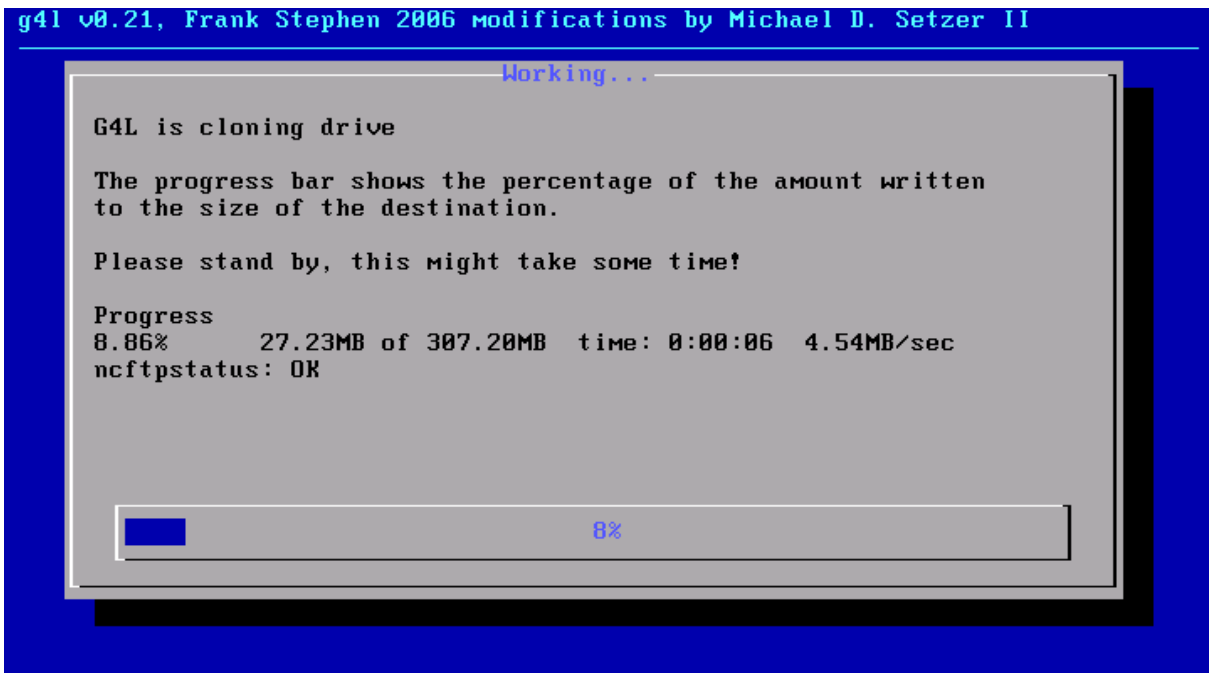 g4l v0.21, Frank Stephen 2006 modifications by Michael D. Setzer II
Working...
G4L is cloning drive
The progress bar shows the percentage of the amount written
to the size of the destination.
Please stand by, this might take some time!
Progress
8.86% 27.23MB of 307.20MB time: 0:00:06 4.54MB/sec
ncftpstatus: OK
8%